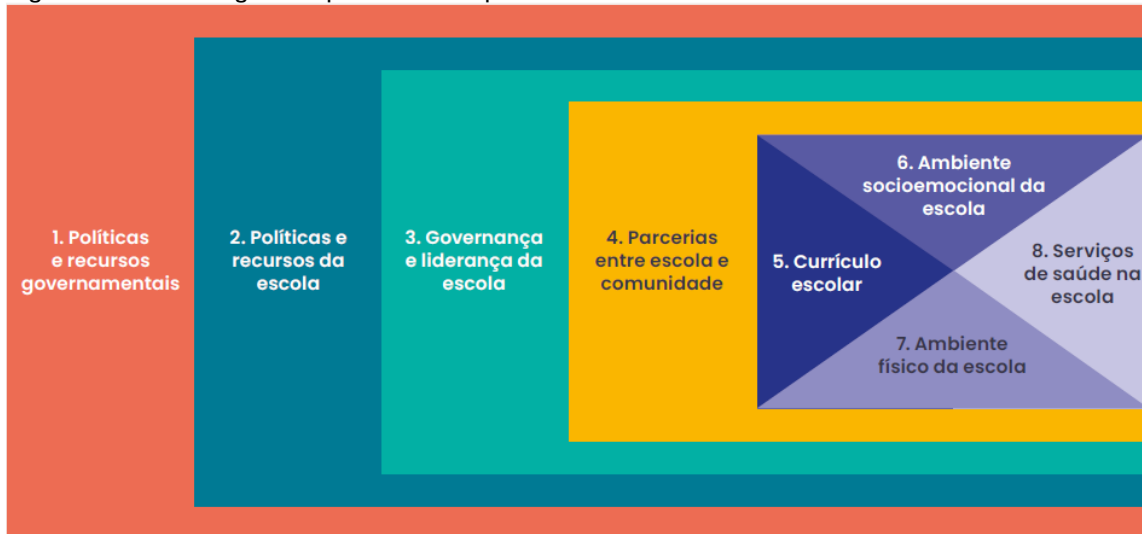 1. Políticas
e recursos
governamentais
2. Políticas e
recursos da
escola
3. Governança
e liderança da
escola
4. Parcerias
entre escola e
comunidade
5. Currículo
escolar
6. Ambiente
socioemocional da
escola
7. Ambiente
físico da escola
8. Serviços
de saúde na
escola